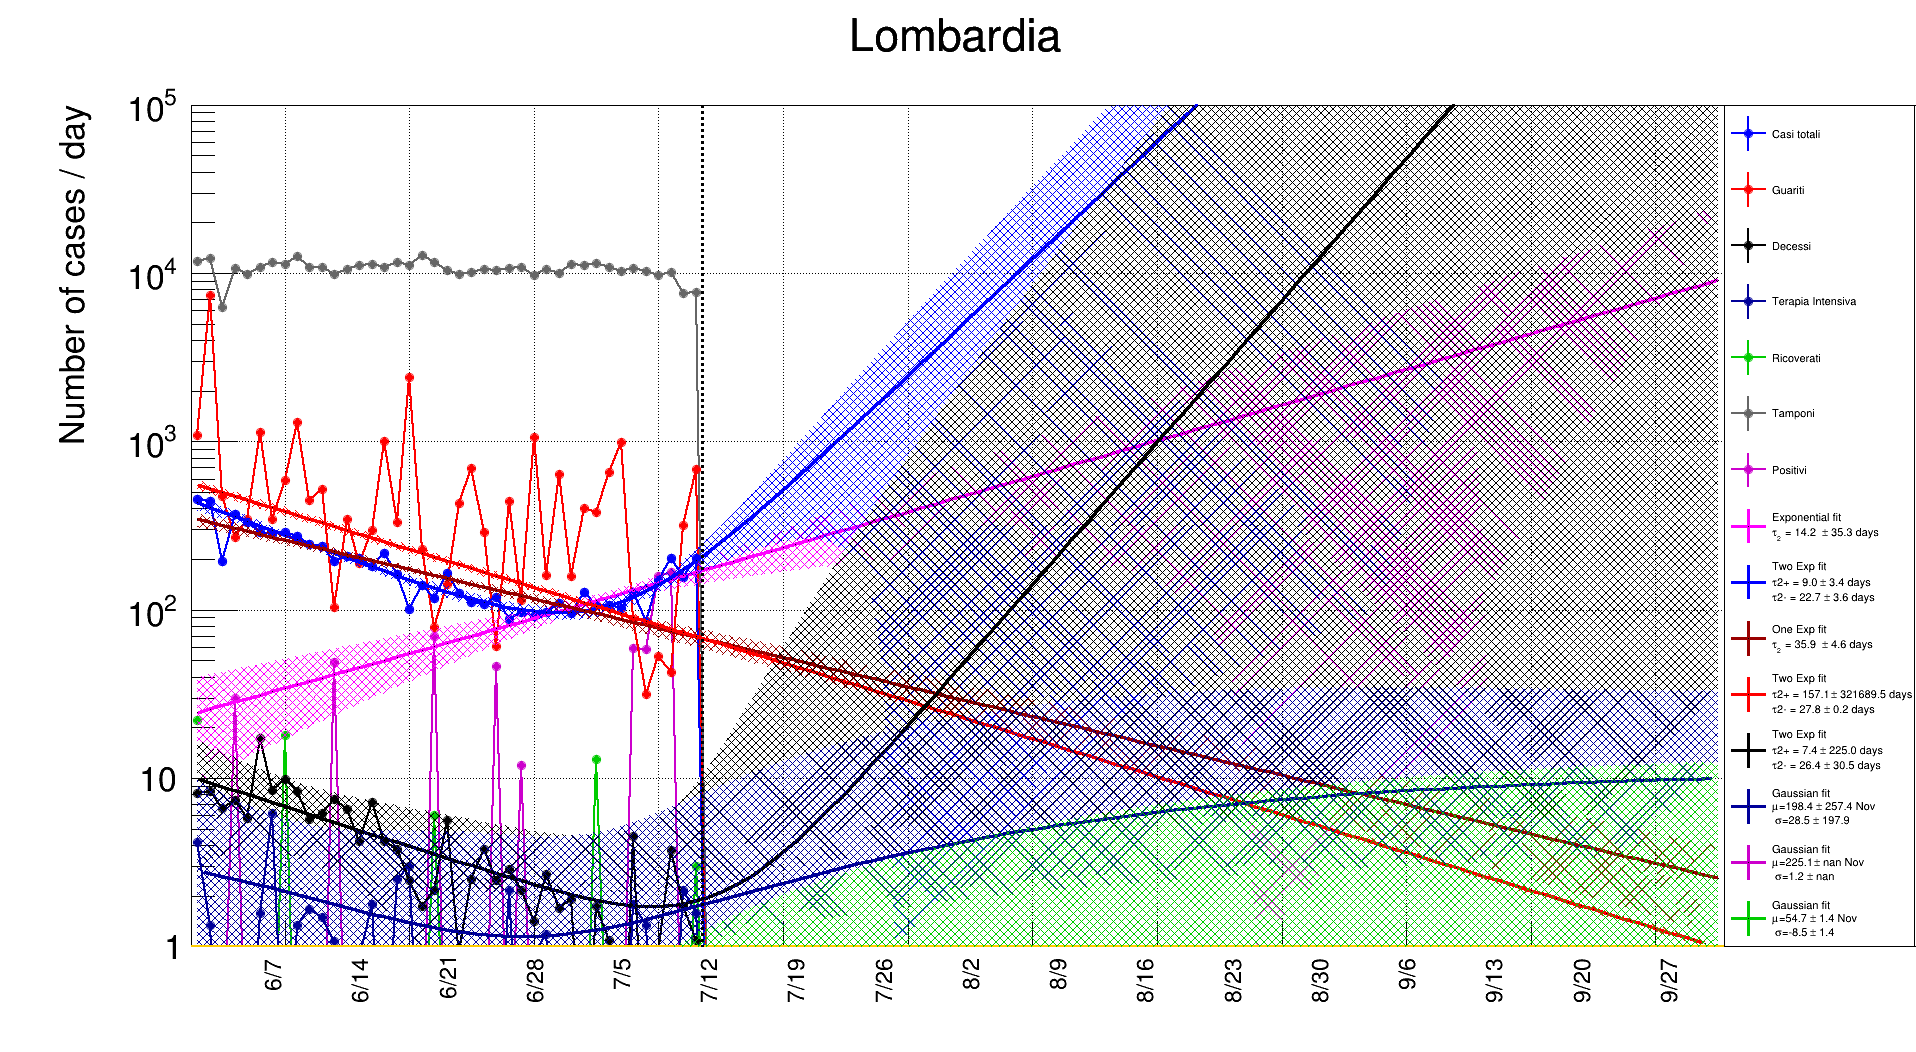 Lombardia
Number of cases / day
10^5
10^4
10^3
10^2
10
1
6/7
6/14
6/21
6/28
7/5
7/12
7/19
7/26
8/2
8/9
8/16
8/23
8/30
9/6
9/13
9/20
9/27
Casi totali
Guariti
Decessi
Terapia Intensiva
Ricoverati
Tamponi
Positivi
Exponential fit
τ_2 = 14.2 ± 35.3 days
Two Exp fit
τ2+ = 9.0 ± 3.4 days
τ2- = 22.7 ± 3.6 days
One Exp fit
τ_2 = 35.9 ± 4.6 days
Two Exp fit
τ2+ = 157.1 ± 321689.5 days
τ2- = 27.8 ± 0.2 days
Two Exp fit
τ2+ = 7.4 ± 225.0 days
τ2- = 26.4 ± 30.5 days
Gaussian fit
μ=198.4 ± 257.4 Nov
σ=28.5 ± 197.9
Gaussian fit
μ=225.1 ± nan Nov
σ=1.2 ± nan
Gaussian fit
μ=54.7 ± 1.4 Nov
σ=-8.5 ± 1.4